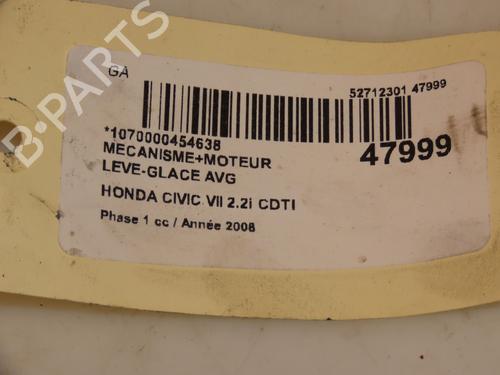 GA
52712301 47999
*1070000454638
47999
MECANISME+MOTEUR
LEVE-GLACE AVG
HONDA CIVIC VII 2.2i CDTI
Phase 1 cc / Année 2008
B-PARTS